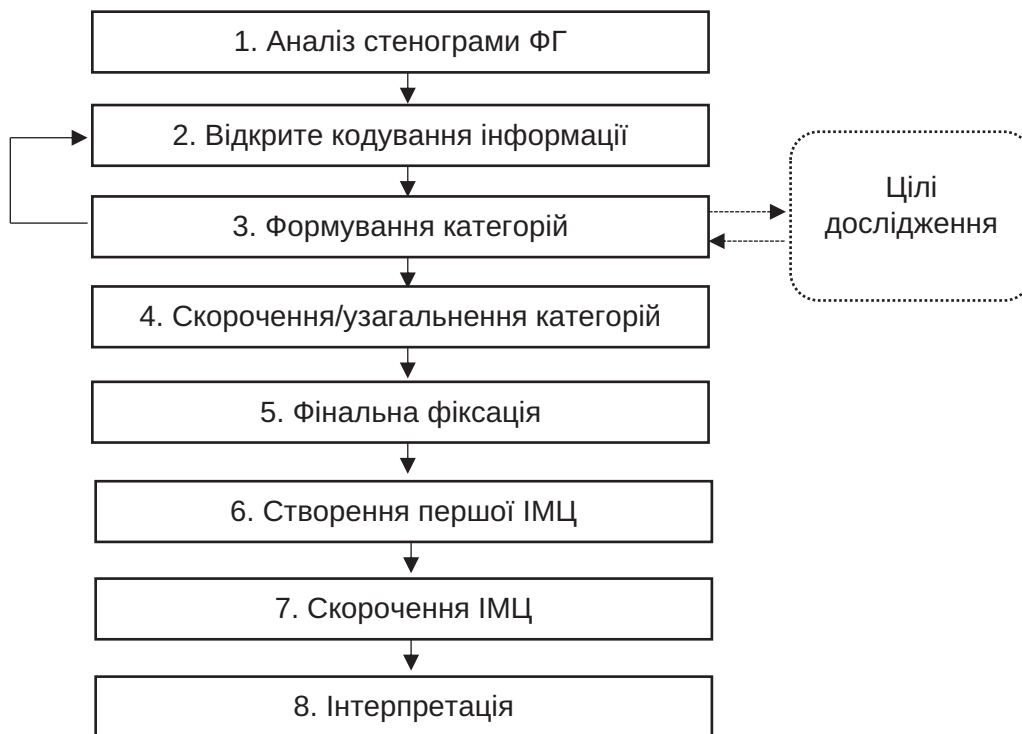 1. Аналіз стенограми ФГ
2. Відкрите кодування інформації
3. Формування категорій
Цілі
дослідження
4. Скорочення/узагальнення категорій
5. Фінальна фіксація
6. Створення першої ІМЦ
7. Скорочення ІМЦ
8. Інтерпретація